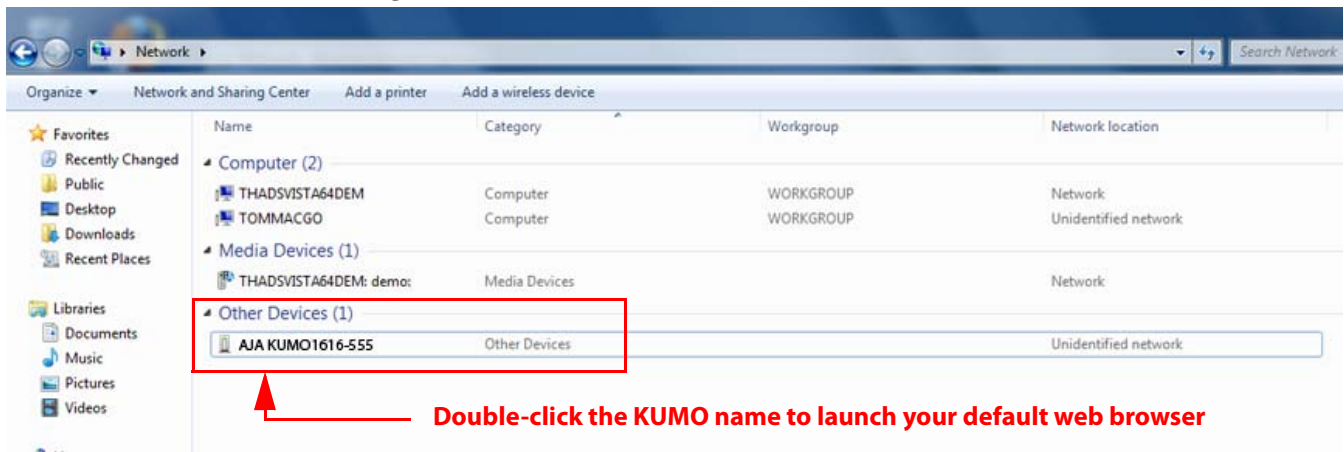 Network
Search Network
Organize Network and Sharing Center Add a printer Add a wireless device
Name Category Workgroup Network location
Favorites
Recently Changed
Computer (2)
Public
THADSVISTA64DEM Computer WORKGROUP Network
Desktop
TOMMACGO Computer WORKGROUP Unidentified network
Downloads
Media Devices (1)
Recent Places
THADSVISTA64DEM: demo: Media Devices Network
Libraries
Other Devices (1)
Documents
AJA KUMO1616-555 Other Devices Unidentified network
Music
Pictures
Videos
Double-click the KUMO name to launch your default web browser